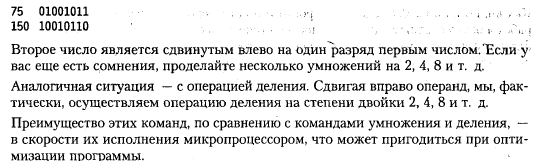 75 01001011
150 10010110
Второе число является сдвинутым влево на один разряд первым числом. Если у
вас еще есть сомнения, проделайте несколько умножений на 2, 4, 8 и т. д.
Аналогичная ситуация — с операцией деления. Сдвигая вправо операнд, мы, фак-
тически, осуществляем операцию деления на степени двойки 2, 4, 8 и т. д.
Преимущество этих команд, по сравнению с командами умножения и деления, —
в скорости их исполнения микропроцессором, что может пригодиться при опти-
мизации программы.